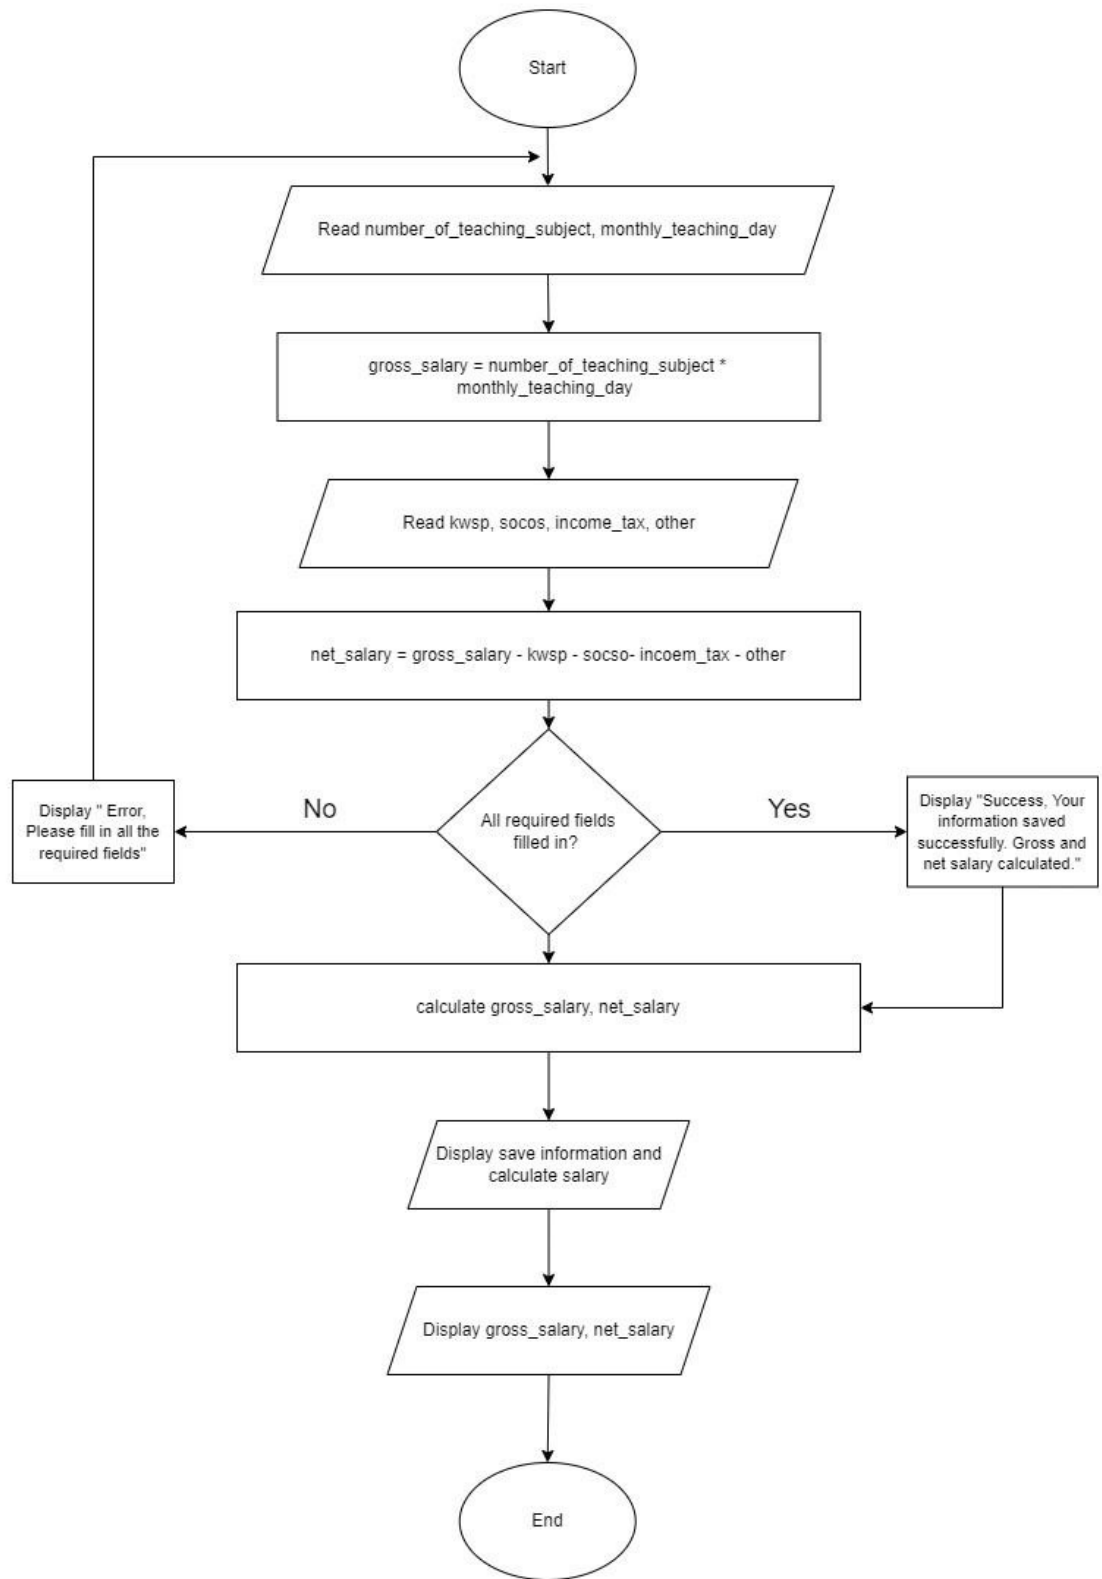 Start
Read number_of_teaching_subject, monthly_teaching_day
gross_salary = number_of_teaching_subject *
monthly_teaching_day
Read kwsp, socos, income_tax, other
net_salary = gross_salary - kwsp - socso- incoem_tax - other
No
Display " Error,
Please fill in all the
required fields"
All required fields
filled in?
Yes
Display "Success, Your
information saved
successfully. Gross and
net salary calculated."
calculate gross_salary, net_salary
Display save information and
calculate salary
Display gross_salary, net_salary
End